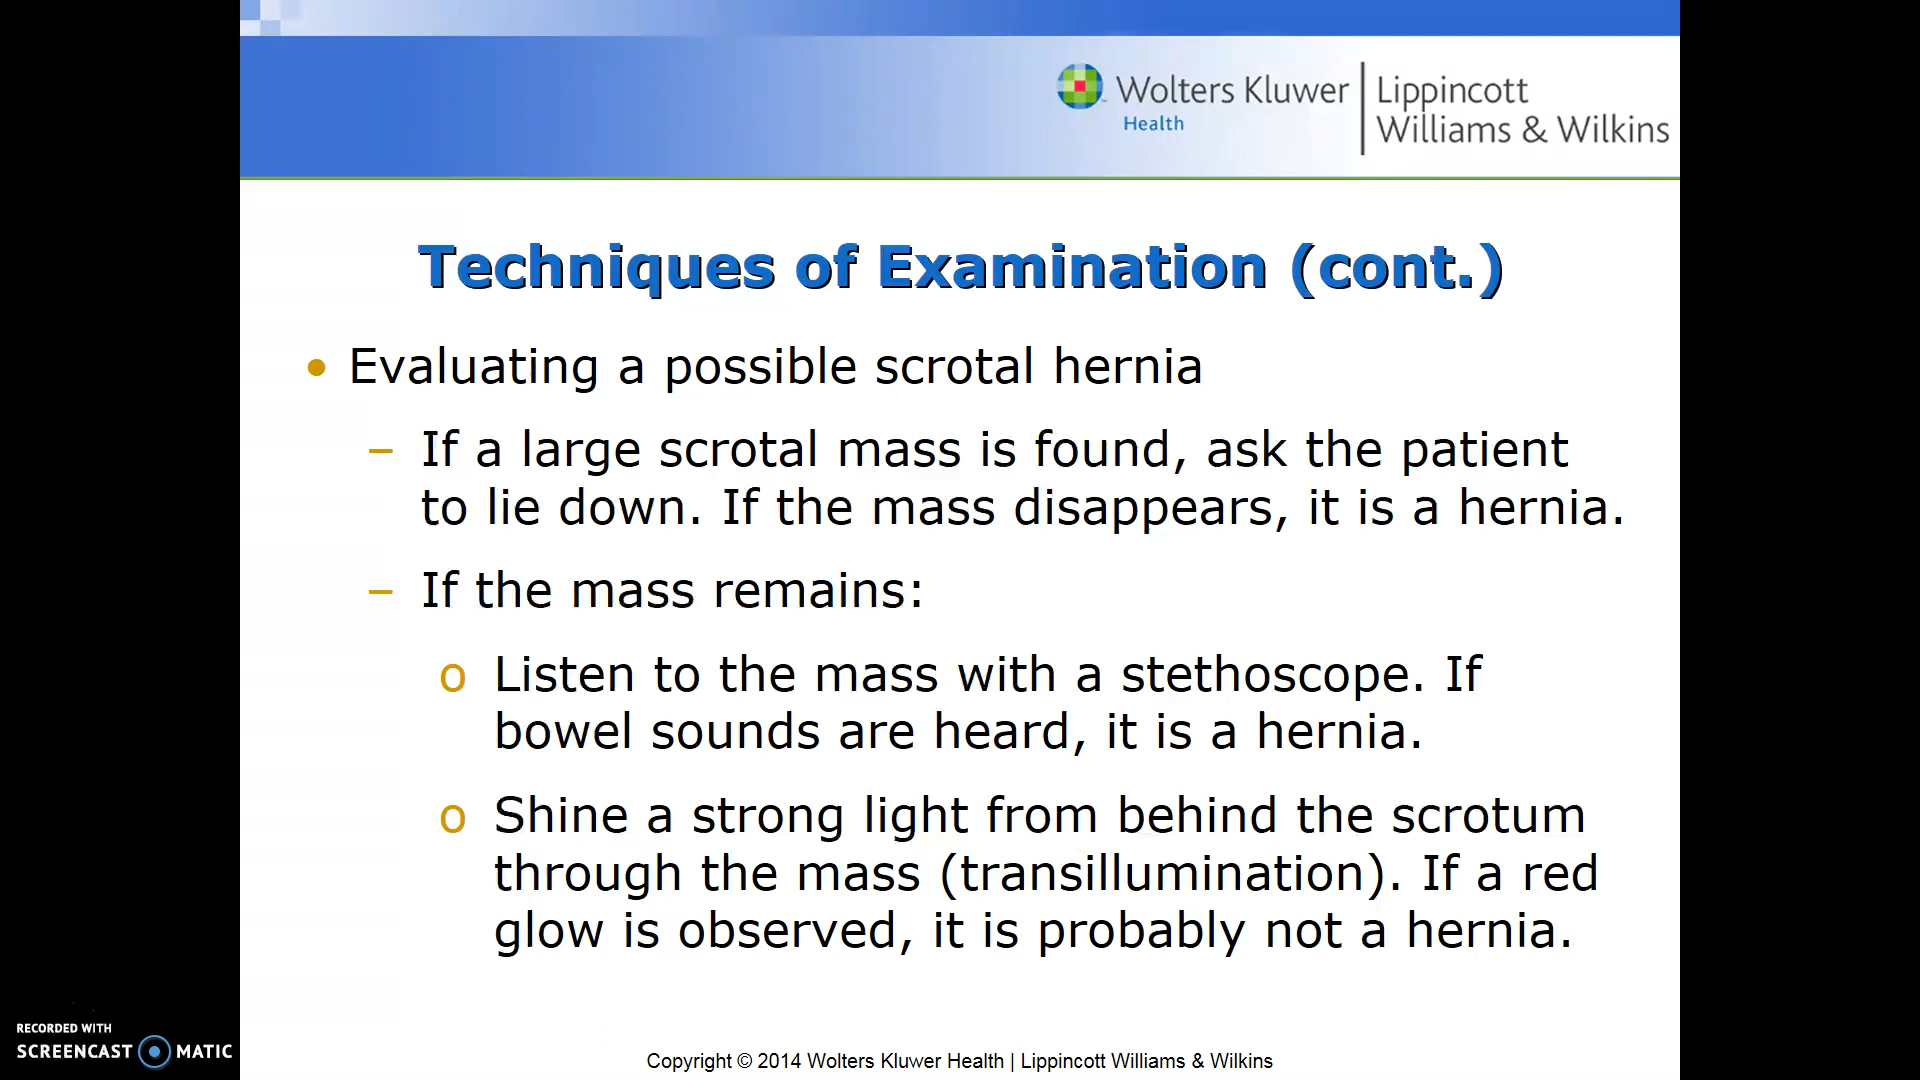 Wolters Kluwer
Health
Lippincott
Williams & Wilkins
Techniques of Examination (cont.)
• Evaluating a possible scrotal hernia
– If a large scrotal mass is found, ask the patient
to lie down. If the mass disappears, it is a hernia.
– If the mass remains:
o Listen to the mass with a stethoscope. If
bowel sounds are heard, it is a hernia.
o Shine a strong light from behind the scrotum
through the mass (transillumination). If a red
glow is observed, it is probably not a hernia.
RECORDED WITH
SCREENCAST MATIC
Copyright © 2014 Wolters Kluwer Health | Lippincott Williams & Wilkins